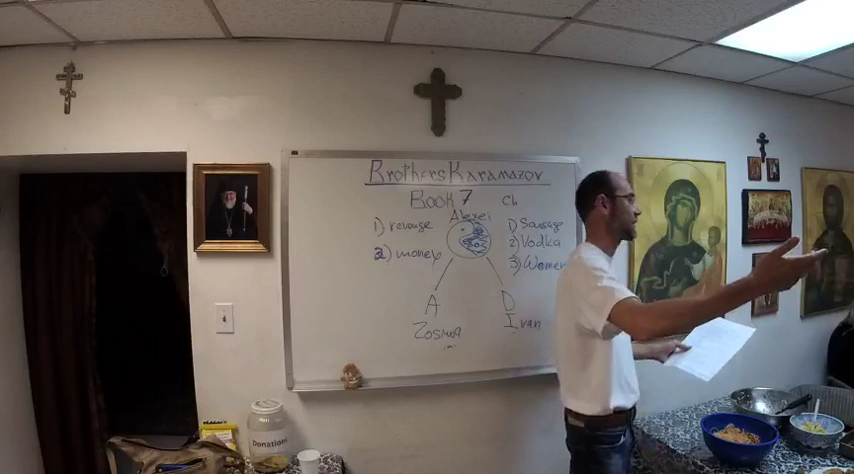 Brothers Karamazov
Book 7
Ch
Alexei
1) revenge
2) money
1) Sausage
2) Vodka
3) Women
A
D
Zosima
Ivan
Donations